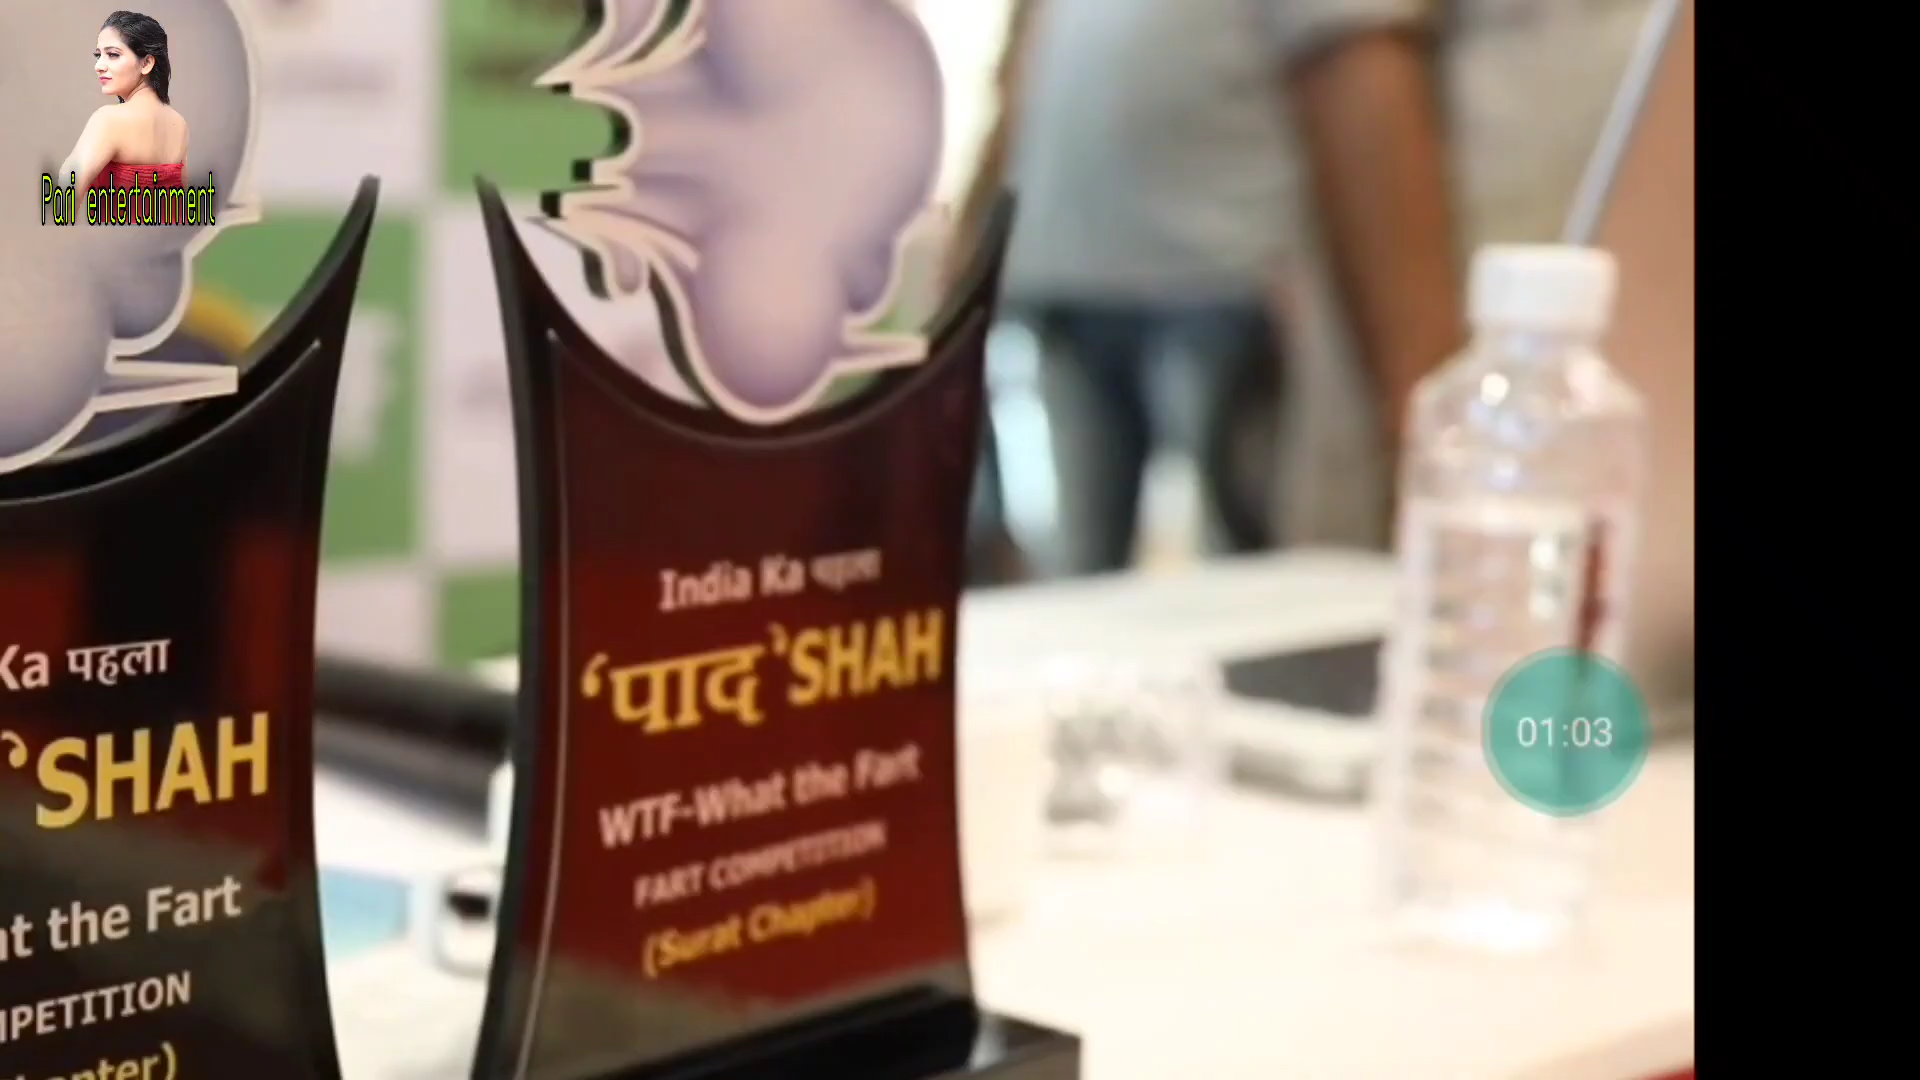 Pari entertainment
Ka पहला
'SHAH
at the Fart
MPETITION
hapter)
India Ka पहला
'पाद'SHAH
WTF-What the Fart
FART COMPETITION
(Surat Chapter)
01:03